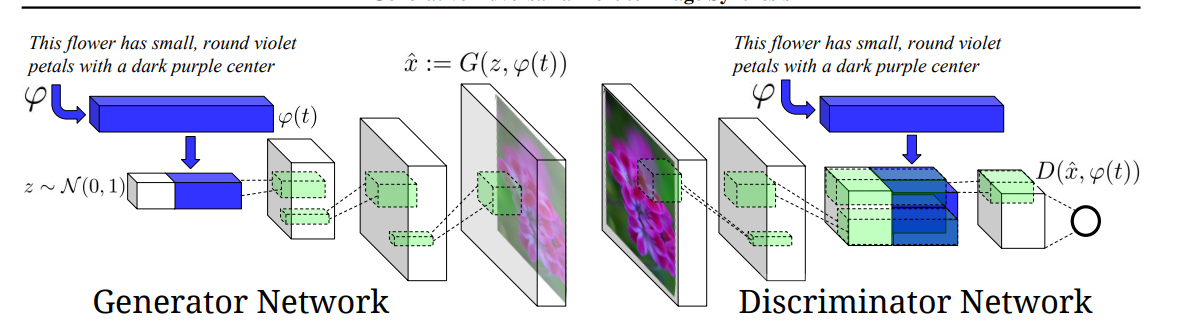 This flower has small, round violet
petals with a dark purple center
φ
φ(t)
z ∼ 𝒩(0, 1)
x̂ := G(z, φ(t))
Generator Network
This flower has small, round violet
petals with a dark purple center
φ
D(x̂, φ(t))
Discriminator Network